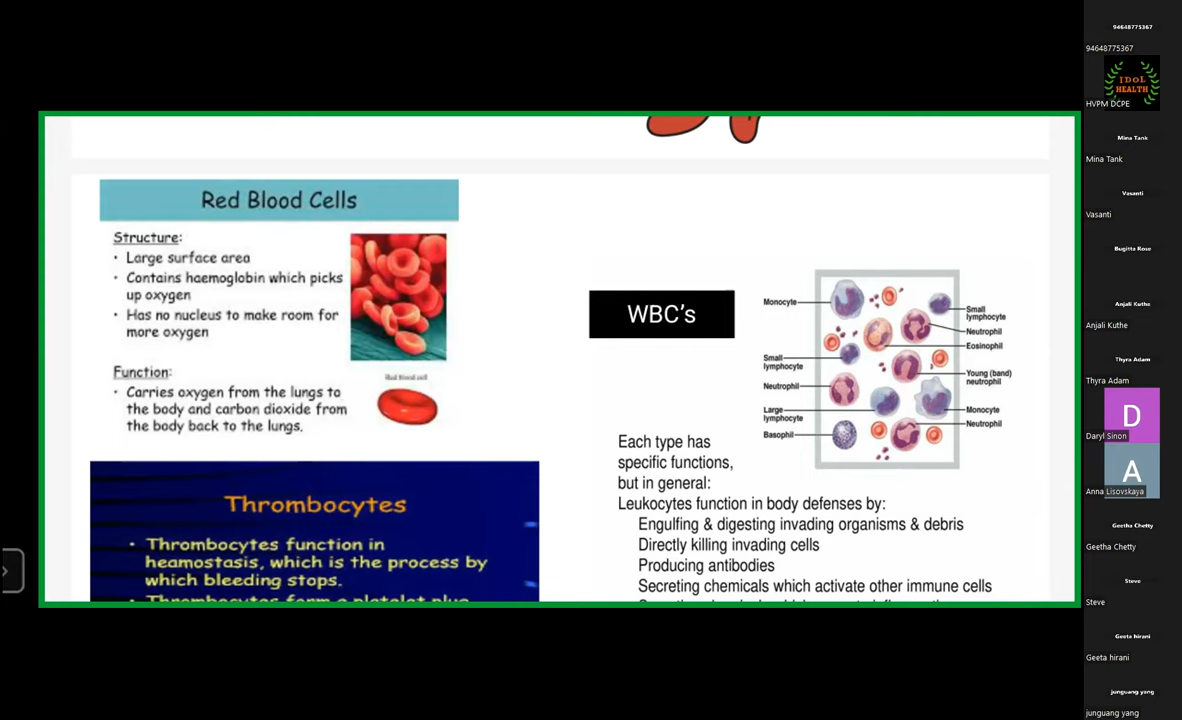 Red Blood Cells
Structure:
• Large surface area
• Contains haemoglobin which picks
up oxygen
• Has no nucleus to make room for
more oxygen
Function:
• Carries oxygen from the lungs to
the body and carbon dioxide from
the body back to the lungs.
Red blood cell
Thrombocytes
• Thrombocytes function in
heamostasis, which is the process by
which bleeding stops.
Thrombocytes form a platelet plug
WBC's
Monocyte
Small
lymphocyte
Neutrophil
Large
lymphocyte
Basophil
Small
lymphocyte
Neutrophil
Eosinophil
Young (band)
neutrophil
Monocyte
Neutrophil
Each type has
specific functions,
but in general:
Leukocytes function in body defenses by:
Engulfing & digesting invading organisms & debris
Directly killing invading cells
Producing antibodies
Secreting chemicals which activate other immune cells
94648775367
94648775367
IDOL
HEALTH
HVPM DCPE
Mina Tank
Mina Tank
Vasanti
Vasanti
Bugitta Rose
Anjali Kuthe
Anjali Kuthe
Thyra Adam
Thyra Adam
D
Daryl Sinon
A
Anna Lisovskaya
Geetha Chetty
Geetha Chetty
Steve
Steve
Geeta hirani
Geeta hirani
junguang yang
junguang yang